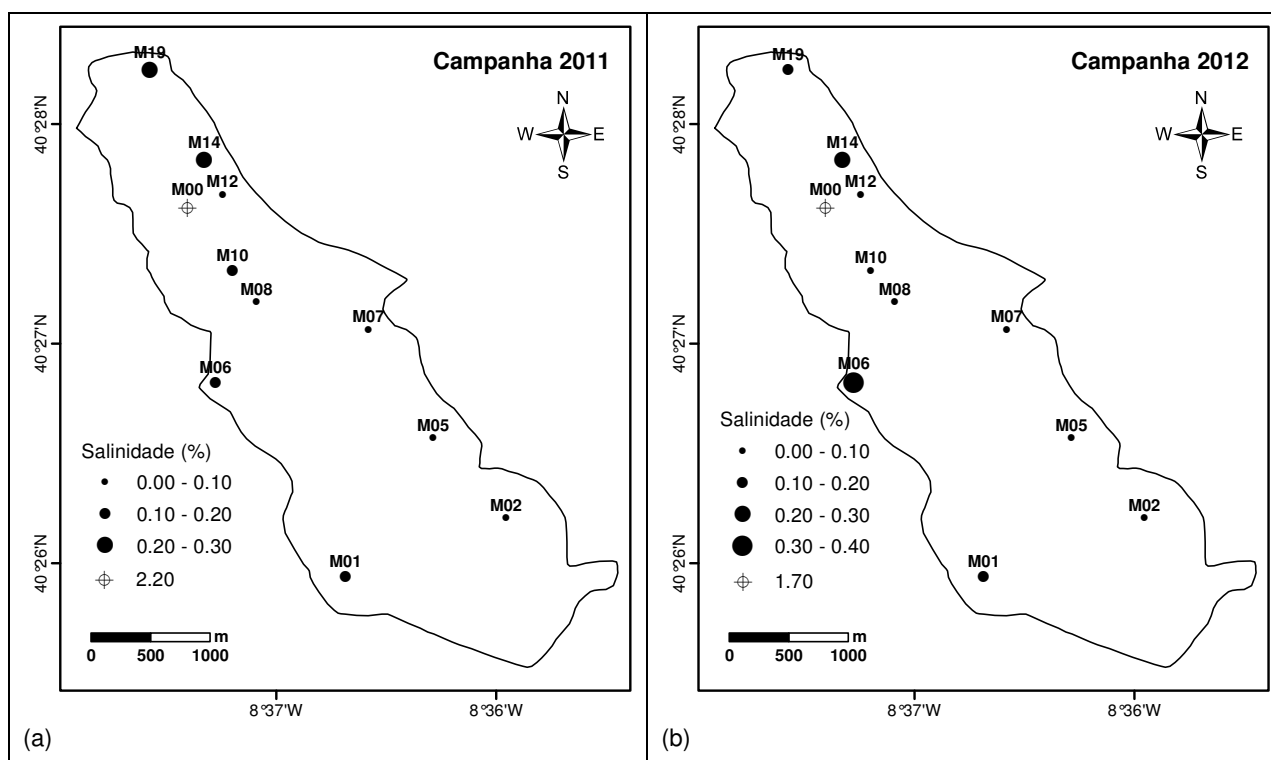 Campanha 2011
M19
N
W E
S
M14
M12
M00
M10
M08
M07
M06
M05
M02
M01
Salinidade (%)
0.00 - 0.10
0.10 - 0.20
0.20 - 0.30
2.20
m
0 500 1000
40°28'N
40°27'N
40°26'N
8°37'W 8°36'W
(a)
Campanha 2012
M19
N
W E
S
M14
M12
M00
M10
M08
M07
M06
M05
M02
M01
Salinidade (%)
0.00 - 0.10
0.10 - 0.20
0.20 - 0.30
0.30 - 0.40
1.70
m
0 500 1000
40°28'N
40°27'N
40°26'N
8°37'W 8°36'W
(b)